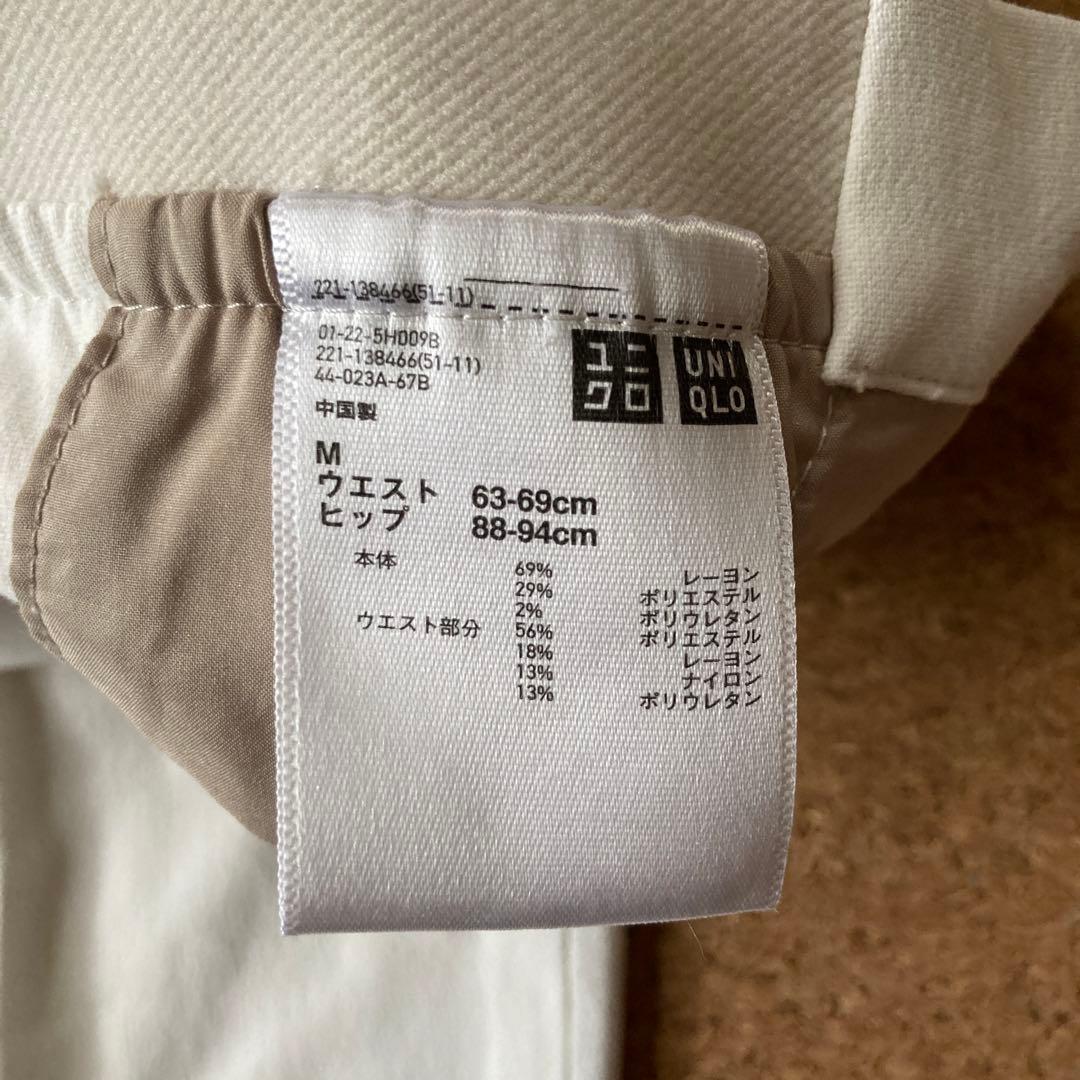 221-138466(51-11)
01-22-5H009B
221-138466(51-11)
44-023A-67B
ユニ
クロ
UNI
QLO
中国製
M
ウエスト 63-69cm
ヒップ 88-94cm
本体 69% レーヨン
29% ポリエステル
2% ポリウレタン
ウエスト部分 56% ポリエステル
18% レーヨン
13% ナイロン
13% ポリウレタン